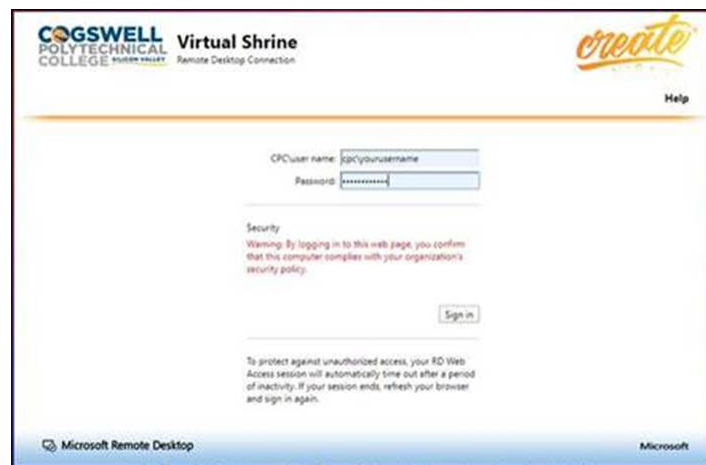 COGSWELL
POLYTECHNICAL
COLLEGE SILICON VALLEY
Virtual Shrine
Remote Desktop Connection
create
Help
CPC\user name: cpc\yourusername
Password: ••••••••••••
Security
Warning: By logging in to this web page, you confirm
that this computer complies with your organization's
security policy.
Sign in
To protect against unauthorized access, your RD Web
Access session will automatically time out after a period
of inactivity. If your session ends, refresh your browser
and sign in again.
Microsoft Remote Desktop
Microsoft